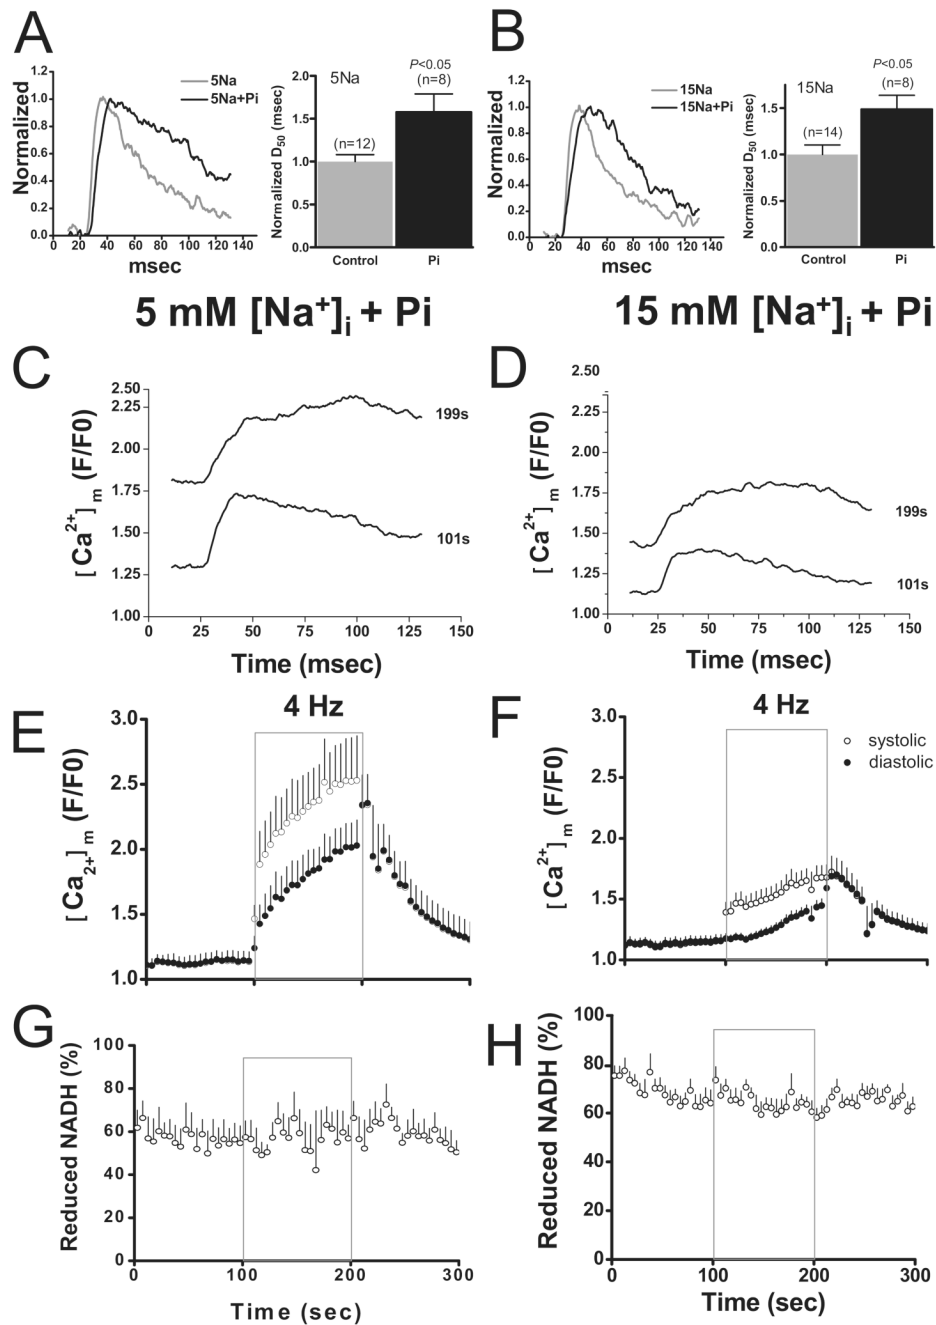 A
B
Normalized
1.2
1.0
0.8
0.6
0.4
0.2
0.0
0 20 40 60 80 100 120 140
msec
5Na
5Na+Pi
Normalized D50 (msec)
2.0
1.5
1.0
0.5
0.0
5Na
P<0.05
(n=8)
(n=12)
Control
Pi
Normalized
1.2
1.0
0.8
0.6
0.4
0.2
0.0
0 20 40 60 80 100 120 140
msec
15Na
15Na+Pi
Normalized D50 (msec)
1.5
1.0
0.5
0.0
15Na
P<0.05
(n=8)
(n=14)
Control
Pi
5 mM [Na+]i + Pi
15 mM [Na+]i + Pi
C
[Ca2+]m (F/F0)
2.50
2.25
2.00
1.75
1.50
1.25
1.00
199s
101s
0 25 50 75 100 125 150
Time (msec)
D
[Ca2+]m (F/F0)
2.50
2.00
1.75
1.50
1.25
1.00
199s
101s
0 25 50 75 100 125 150
Time (msec)
E
4 Hz
[Ca2+]m (F/F0)
3.0
2.5
2.0
1.5
1.0
F
4 Hz
[Ca2+]m (F/F0)
3.0
2.5
2.0
1.5
1.0
systolic
diastolic
G
Reduced NADH (%)
100
80
60
40
20
0
0 100 200 300
Time (sec)
H
Reduced NADH (%)
100
80
60
40
20
0
0 100 200 300
Time (sec)